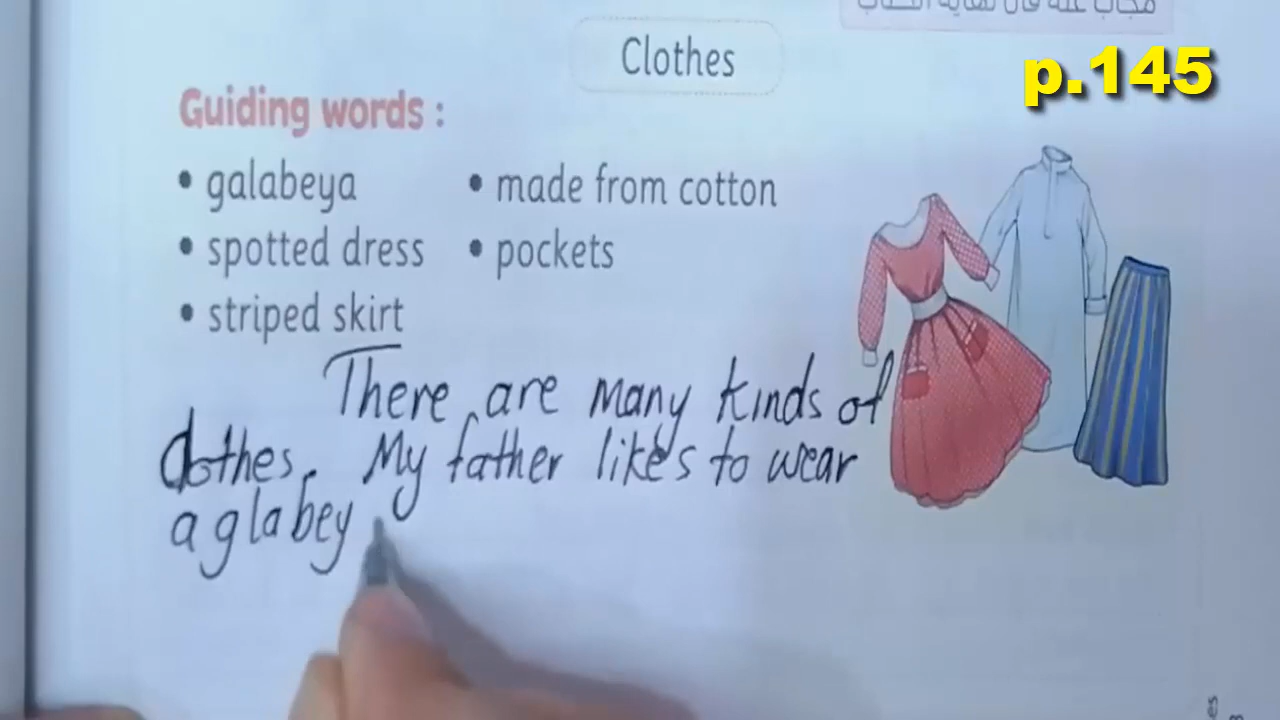 Clothes
p.145
Guiding words :
• galabeya
• made from cotton
• spotted dress
• pockets
• striped skirt
There are many kinds of
clothes. My father likes to wear
a glabey